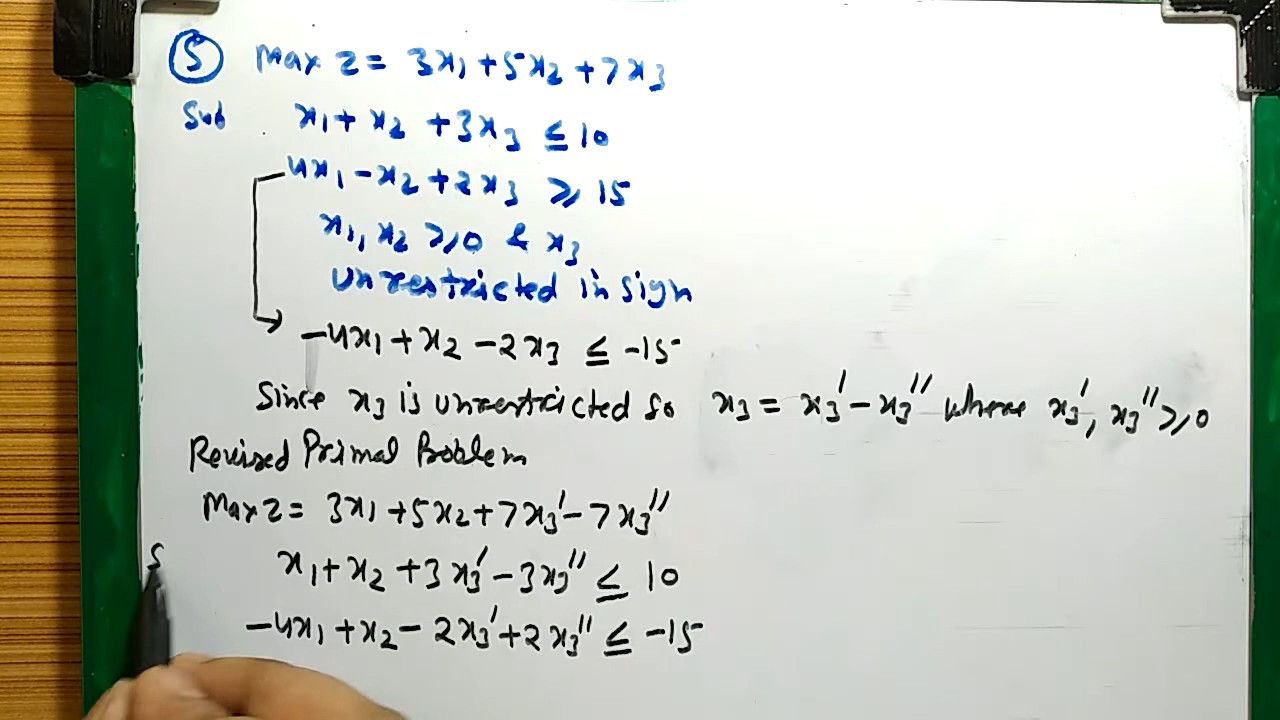 ⑤ Max Z = 3x₁ + 5x₂ + 7x₃
Sub x₁ + x₂ + 3x₃ ≤ 10
4x₁ - x₂ + 2x₃ ≥ 15
x₁, x₂ ≥ 0 & x₃
unrestricted in sign
-4x₁ + x₂ - 2x₃ ≤ -15
Since x₃ is unrestricted so x₃ = x₃' - x₃'' where x₃', x₃'' ≥ 0
Revised Primal Problem
Max Z = 3x₁ + 5x₂ + 7x₃' - 7x₃''
S x₁ + x₂ + 3x₃' - 3x₃'' ≤ 10
-4x₁ + x₂ - 2x₃' + 2x₃'' ≤ -15